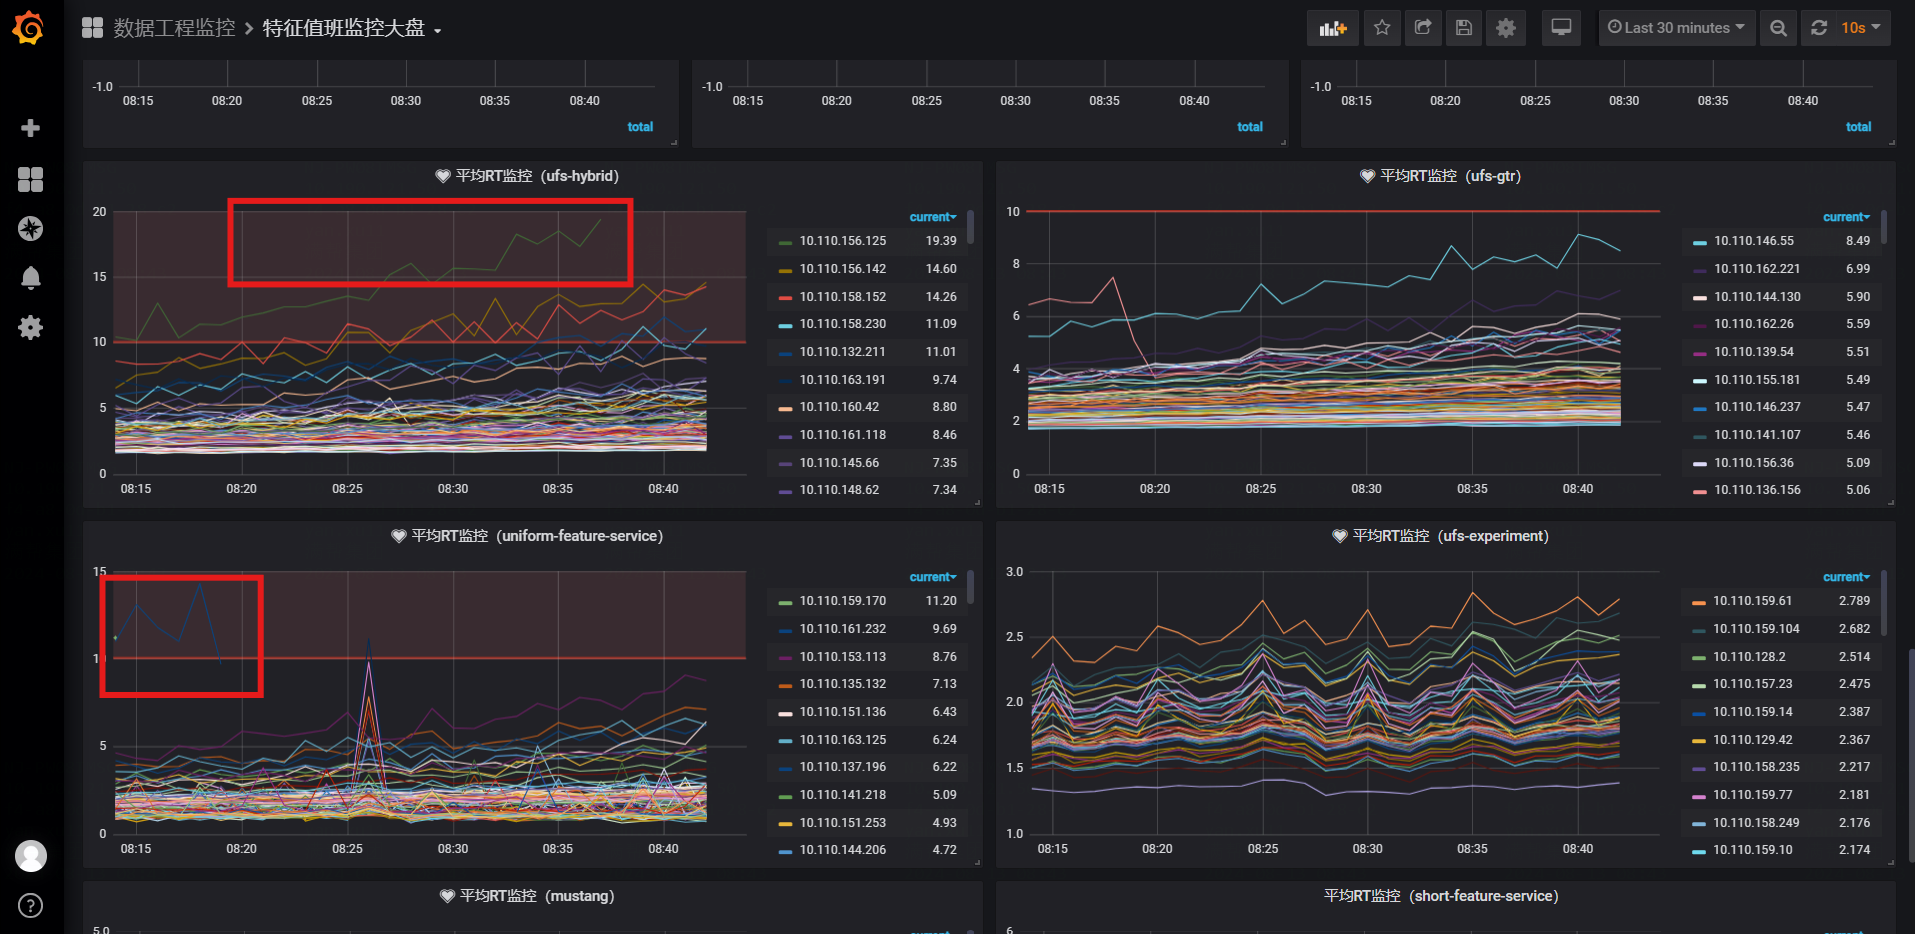 数据工程监控 > 特征值班监控大盘
Last 30 minutes
10s
-1.0
08:15 08:20 08:25 08:30 08:35 08:40
total
-1.0
08:15 08:20 08:25 08:30 08:35 08:40
total
-1.0
08:15 08:20 08:25 08:30 08:35 08:40
total
平均RT监控（ufs-hybrid)
20
15
10
5
0
08:15 08:20 08:25 08:30 08:35 08:40
current
10.110.156.125 19.39
10.110.156.142 14.60
10.110.158.152 14.26
10.110.158.230 11.09
10.110.132.211 11.01
10.110.163.191 9.74
10.110.160.42 8.80
10.110.161.118 8.46
10.110.145.66 7.35
10.110.148.62 7.34
平均RT监控（ufs-gtr)
10
8
6
4
2
0
08:15 08:20 08:25 08:30 08:35 08:40
current
10.110.146.55 8.49
10.110.162.221 6.99
10.110.144.130 5.90
10.110.162.26 5.59
10.110.139.54 5.51
10.110.155.181 5.49
10.110.146.237 5.47
10.110.141.107 5.46
10.110.156.36 5.09
10.110.136.156 5.06
平均RT监控（uniform-feature-service)
15
10
5
0
08:15 08:20 08:25 08:30 08:35 08:40
current
10.110.159.170 11.20
10.110.161.232 9.69
10.110.153.113 8.76
10.110.135.132 7.13
10.110.151.136 6.43
10.110.163.125 6.24
10.110.137.196 6.22
10.110.141.218 5.09
10.110.151.253 4.93
10.110.144.206 4.72
平均RT监控（ufs-experiment)
3.0
2.5
2.0
1.5
1.0
08:15 08:20 08:25 08:30 08:35 08:40
current
10.110.159.61 2.789
10.110.159.104 2.682
10.110.128.2 2.514
10.110.157.23 2.475
10.110.159.14 2.387
10.110.129.42 2.367
10.110.158.235 2.217
10.110.159.77 2.181
10.110.158.249 2.176
10.110.159.10 2.174
平均RT监控（mustang)
5.0
平均RT监控（short-feature-service)
6